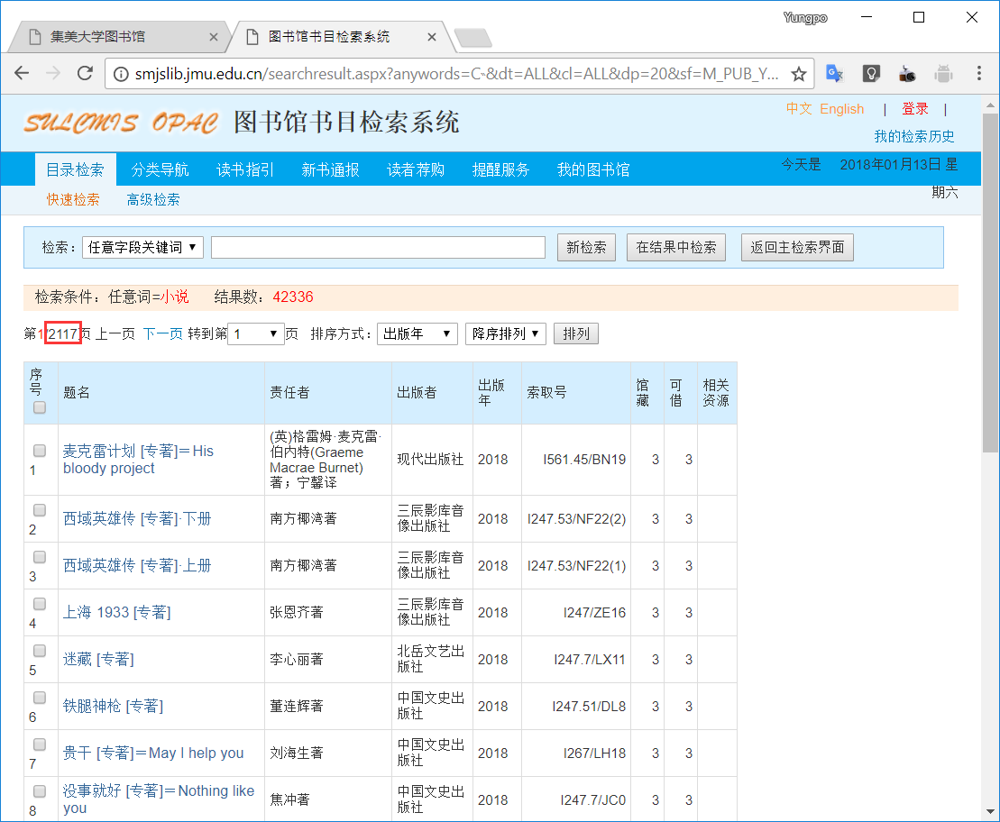 Yungpo
集美大学图书馆
图书馆书目检索系统
smjslib.jmu.edu.cn/searchresult.aspx?anywords=C·&dt=ALL&cl=ALL&dp=20&sf=M_PUB_Y...
SULCMIS OPAC 图书馆书目检索系统
中文 English | 登录 |
我的检索历史
目录检索 分类导航 读书指引 新书通报 读者荐购 提醒服务 我的图书馆
今天是 2018年01月13日 星
期六
快速检索 高级检索
检索: 任意字段关键词 新检索 在结果中检索 返回主检索界面
检索条件: 任意词=小说 结果数: 42336
第1/2117页 上一页 下一页 转到第 1 页 排序方式: 出版年 降序排列 排列
序
号
题名
责任者
出版者
出版
年
索取号
馆
藏
可
借
相关
资源
1
麦克雷计划 [专著]＝His
bloody project
(英)格雷姆·麦克雷·
伯内特(Graeme
Macrae Burnet)
著；宁馨译
现代出版社
2018
I561.45/BN19
3
3
2
西域英雄传 [专著]·下册
南方椰湾著
三辰影库音
像出版社
2018
I247.53/NF22(2)
3
3
3
西域英雄传 [专著]·上册
南方椰湾著
三辰影库音
像出版社
2018
I247.53/NF22(1)
3
3
4
上海 1933 [专著]
张恩齐著
三辰影库音
像出版社
2018
I247/ZE16
3
3
5
迷藏 [专著]
李心丽著
北岳文艺出
版社
2018
I247.7/LX11
3
3
6
铁腿神枪 [专著]
董连辉著
中国文史出
版社
2018
I247.51/DL8
3
3
7
贵干 [专著]＝May I help you
刘海生著
中国文史出
版社
2018
I267/LH18
3
3
8
没事就好 [专著]＝Nothing like
you
焦冲著
中国文史出
版社
2018
I247.7/JC0
3
3